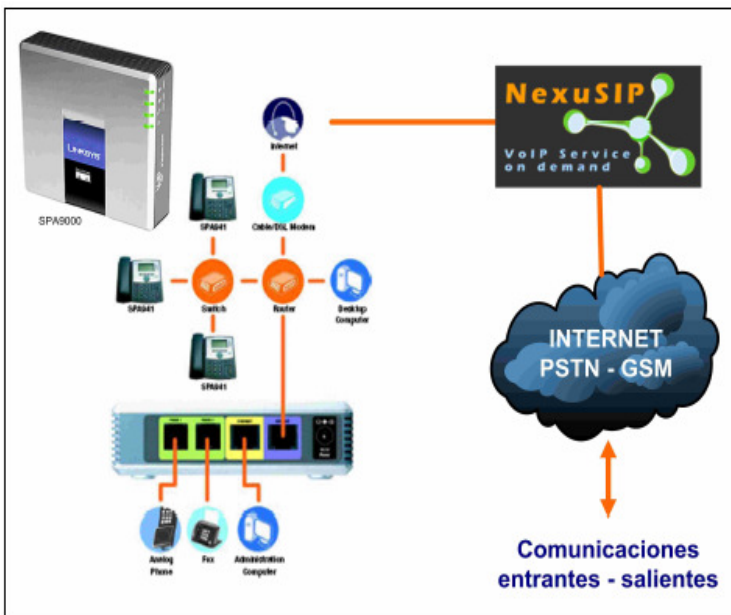 LINKSYS
SPA9000
Internet
NexuSIP
VoIP Service
on demand
SPA941
Cable/DSL Modem
SPA941
Switch
Router
Desktop
Computer
SPA941
INTERNET
PSTN - GSM
Analog
Phone
Fax
Administration
Computer
Comunicaciones
entrantes - salientes